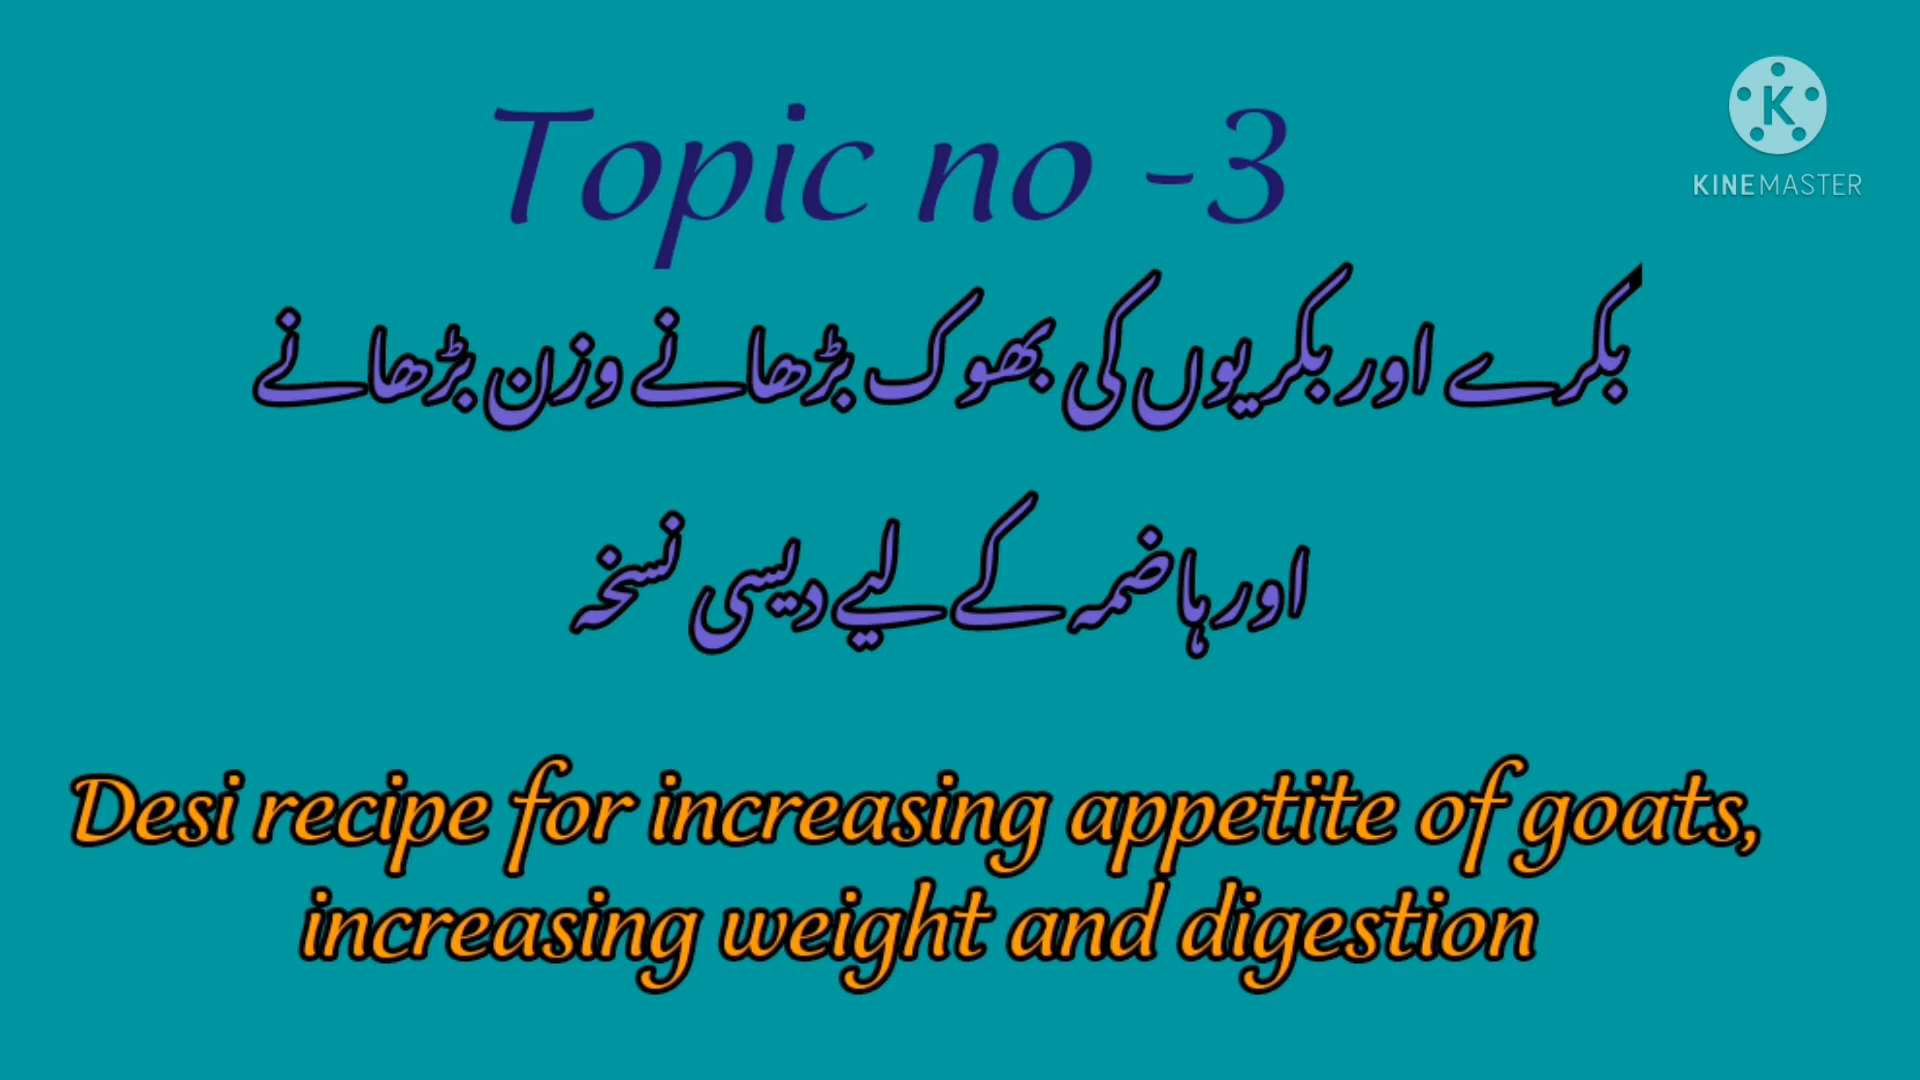 Topic no -3
KINEMASTER
بکرے اور بکریوں کی بھوک بڑھانے وزن بڑھانے
اور ہاضمہ کے لیے دیسی نسخہ
Desi recipe for increasing appetite of goats,
increasing weight and digestion